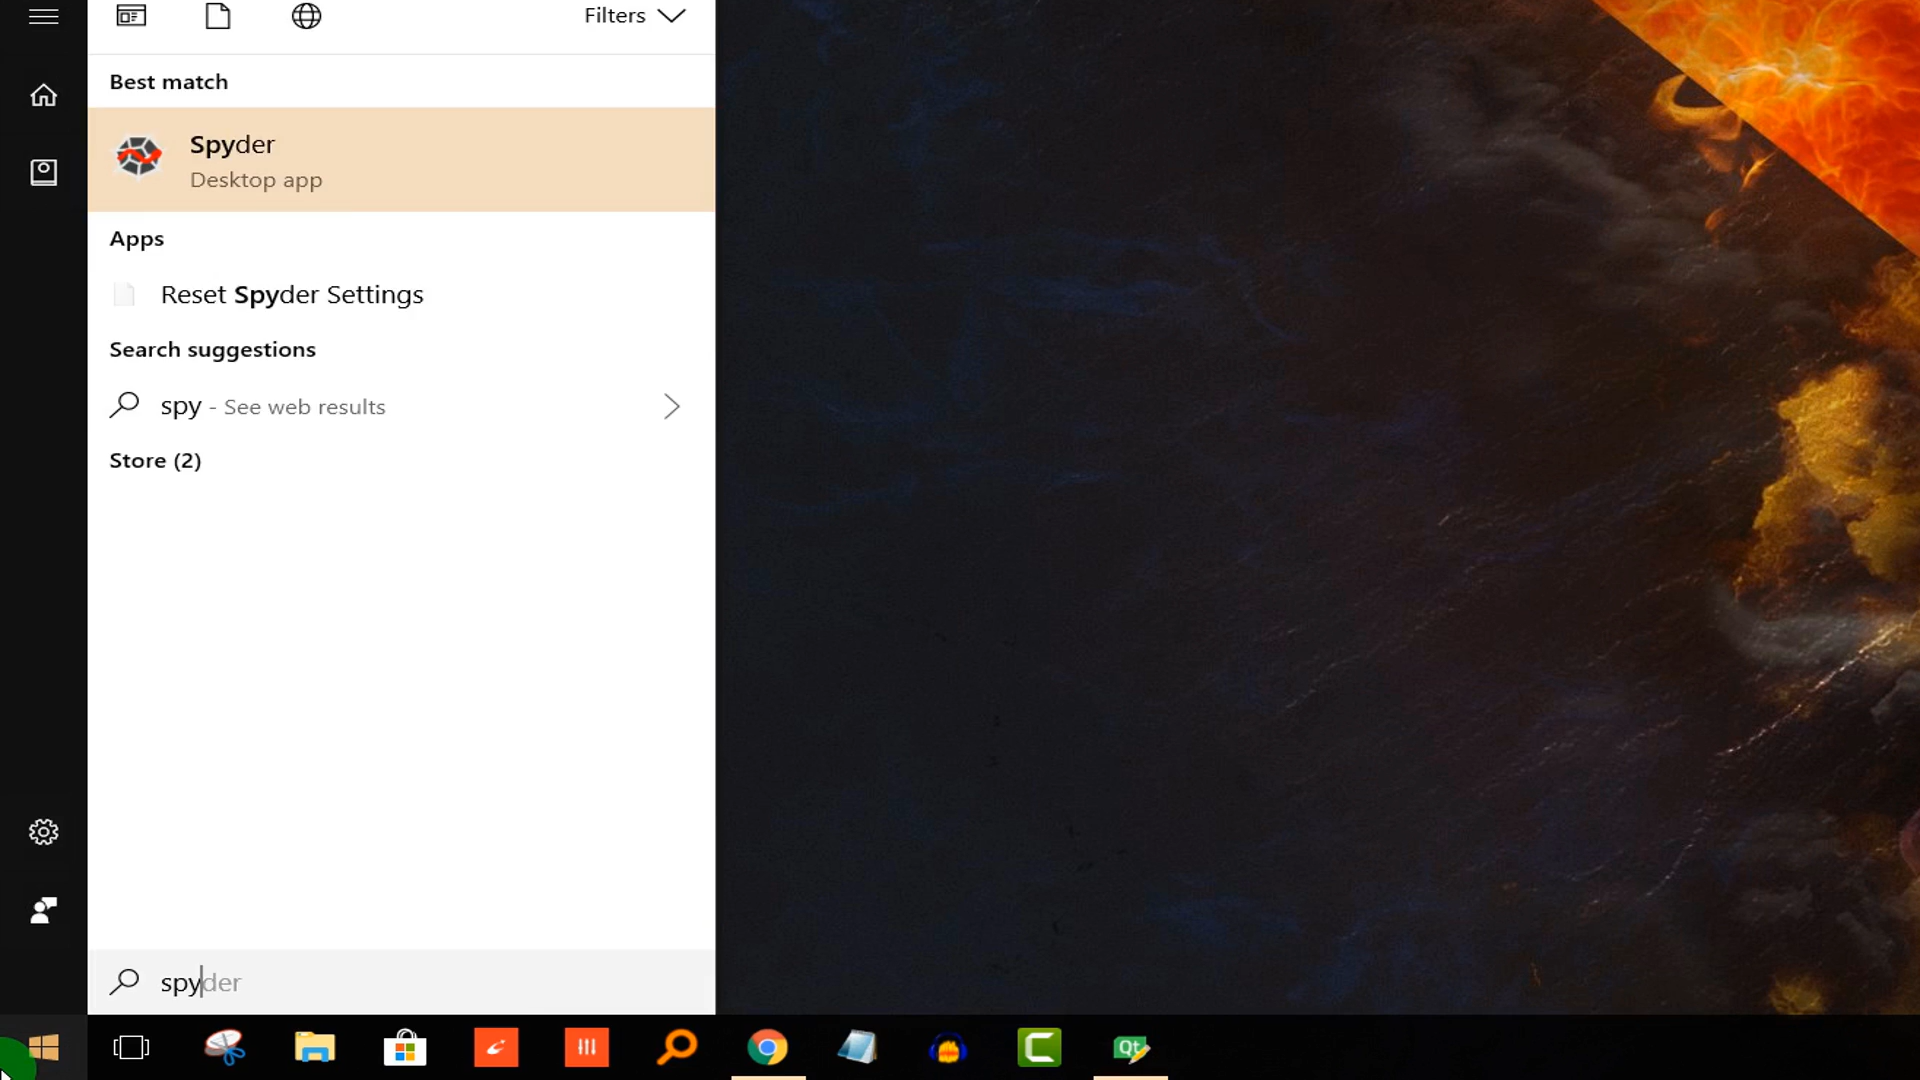 Filters
Best match
Spyder
Desktop app
Apps
Reset Spyder Settings
Search suggestions
spy - See web results
Store (2)
spyder
Qt